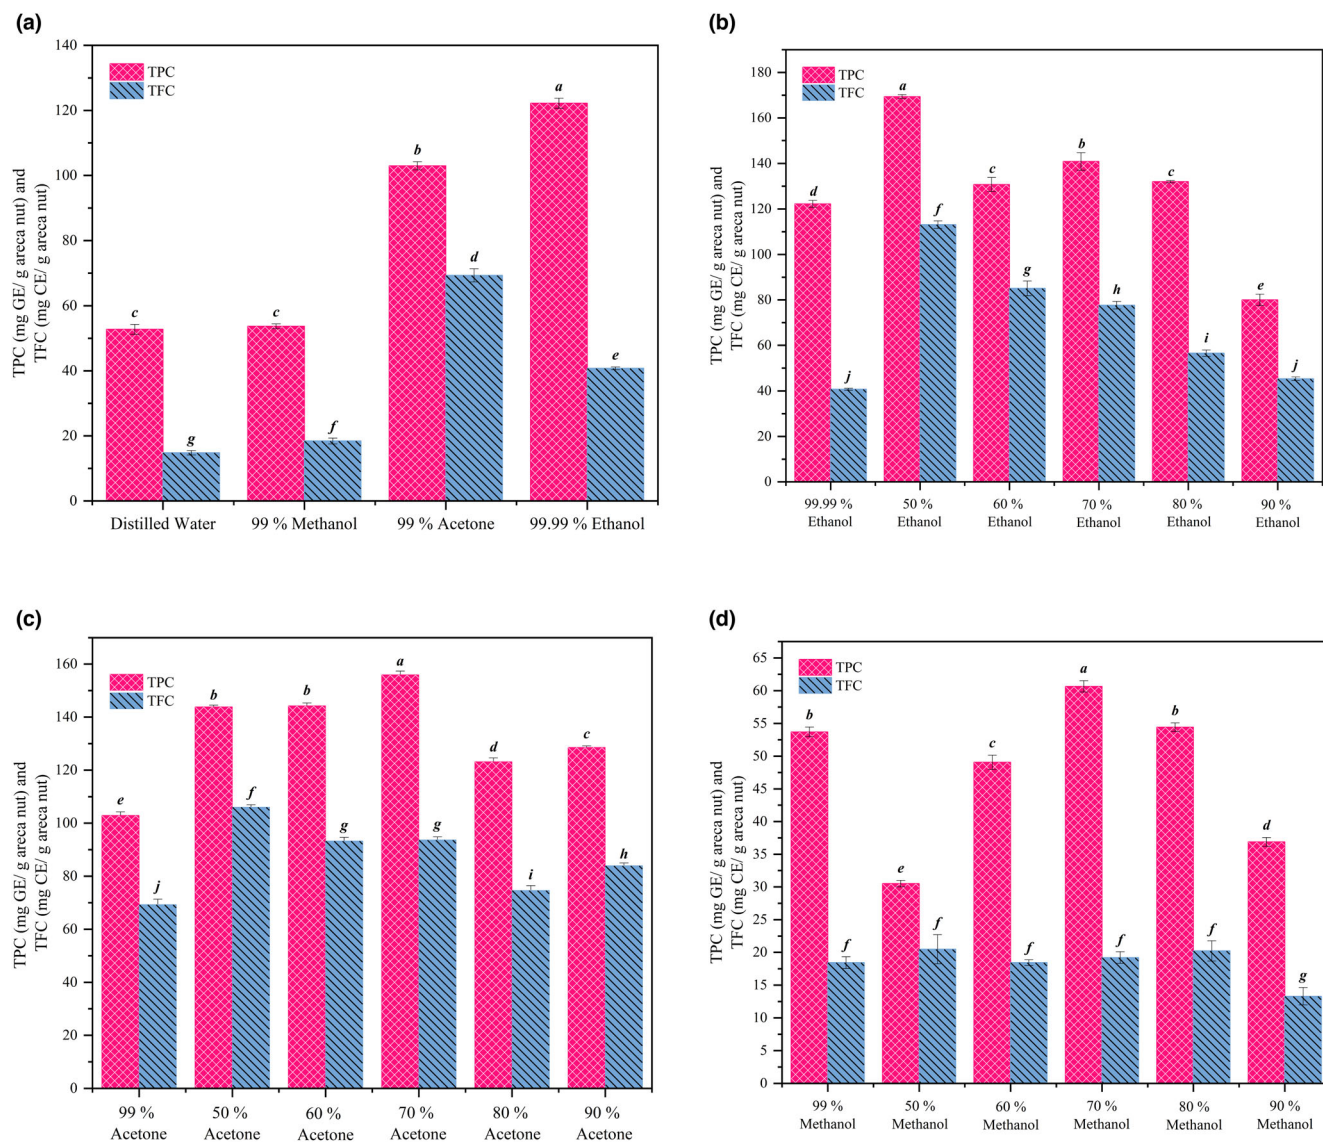 (a)
140
120
100
80
60
40
20
0
TPC (mg GE/ g areca nut) and
TFC (mg CE/ g areca nut)
TPC
TFC
c
g
c
f
b
d
a
e
Distilled Water
99 % Methanol
99 % Acetone
99.99 % Ethanol
(b)
180
160
140
120
100
80
60
40
20
0
TPC (mg GE/ g areca nut) and
TFC (mg CE/ g areca nut)
TPC
TFC
d
j
a
f
c
g
b
h
c
i
e
j
99.99 %
Ethanol
50 %
Ethanol
60 %
Ethanol
70 %
Ethanol
80 %
Ethanol
90 %
Ethanol
(c)
160
140
120
100
80
60
40
20
0
TPC (mg GE/ g areca nut) and
TFC (mg CE/ g areca nut)
TPC
TFC
e
j
b
f
b
g
a
g
d
i
c
h
99 %
Acetone
50 %
Acetone
60 %
Acetone
70 %
Acetone
80 %
Acetone
90 %
Acetone
(d)
65
60
55
50
45
40
35
30
25
20
15
10
5
0
TPC (mg GE/ g areca nut) and
TFC (mg CE/ g areca nut)
TPC
TFC
b
f
e
f
c
f
a
f
b
f
d
g
99 %
Methanol
50 %
Methanol
60 %
Methanol
70 %
Methanol
80 %
Methanol
90 %
Methanol